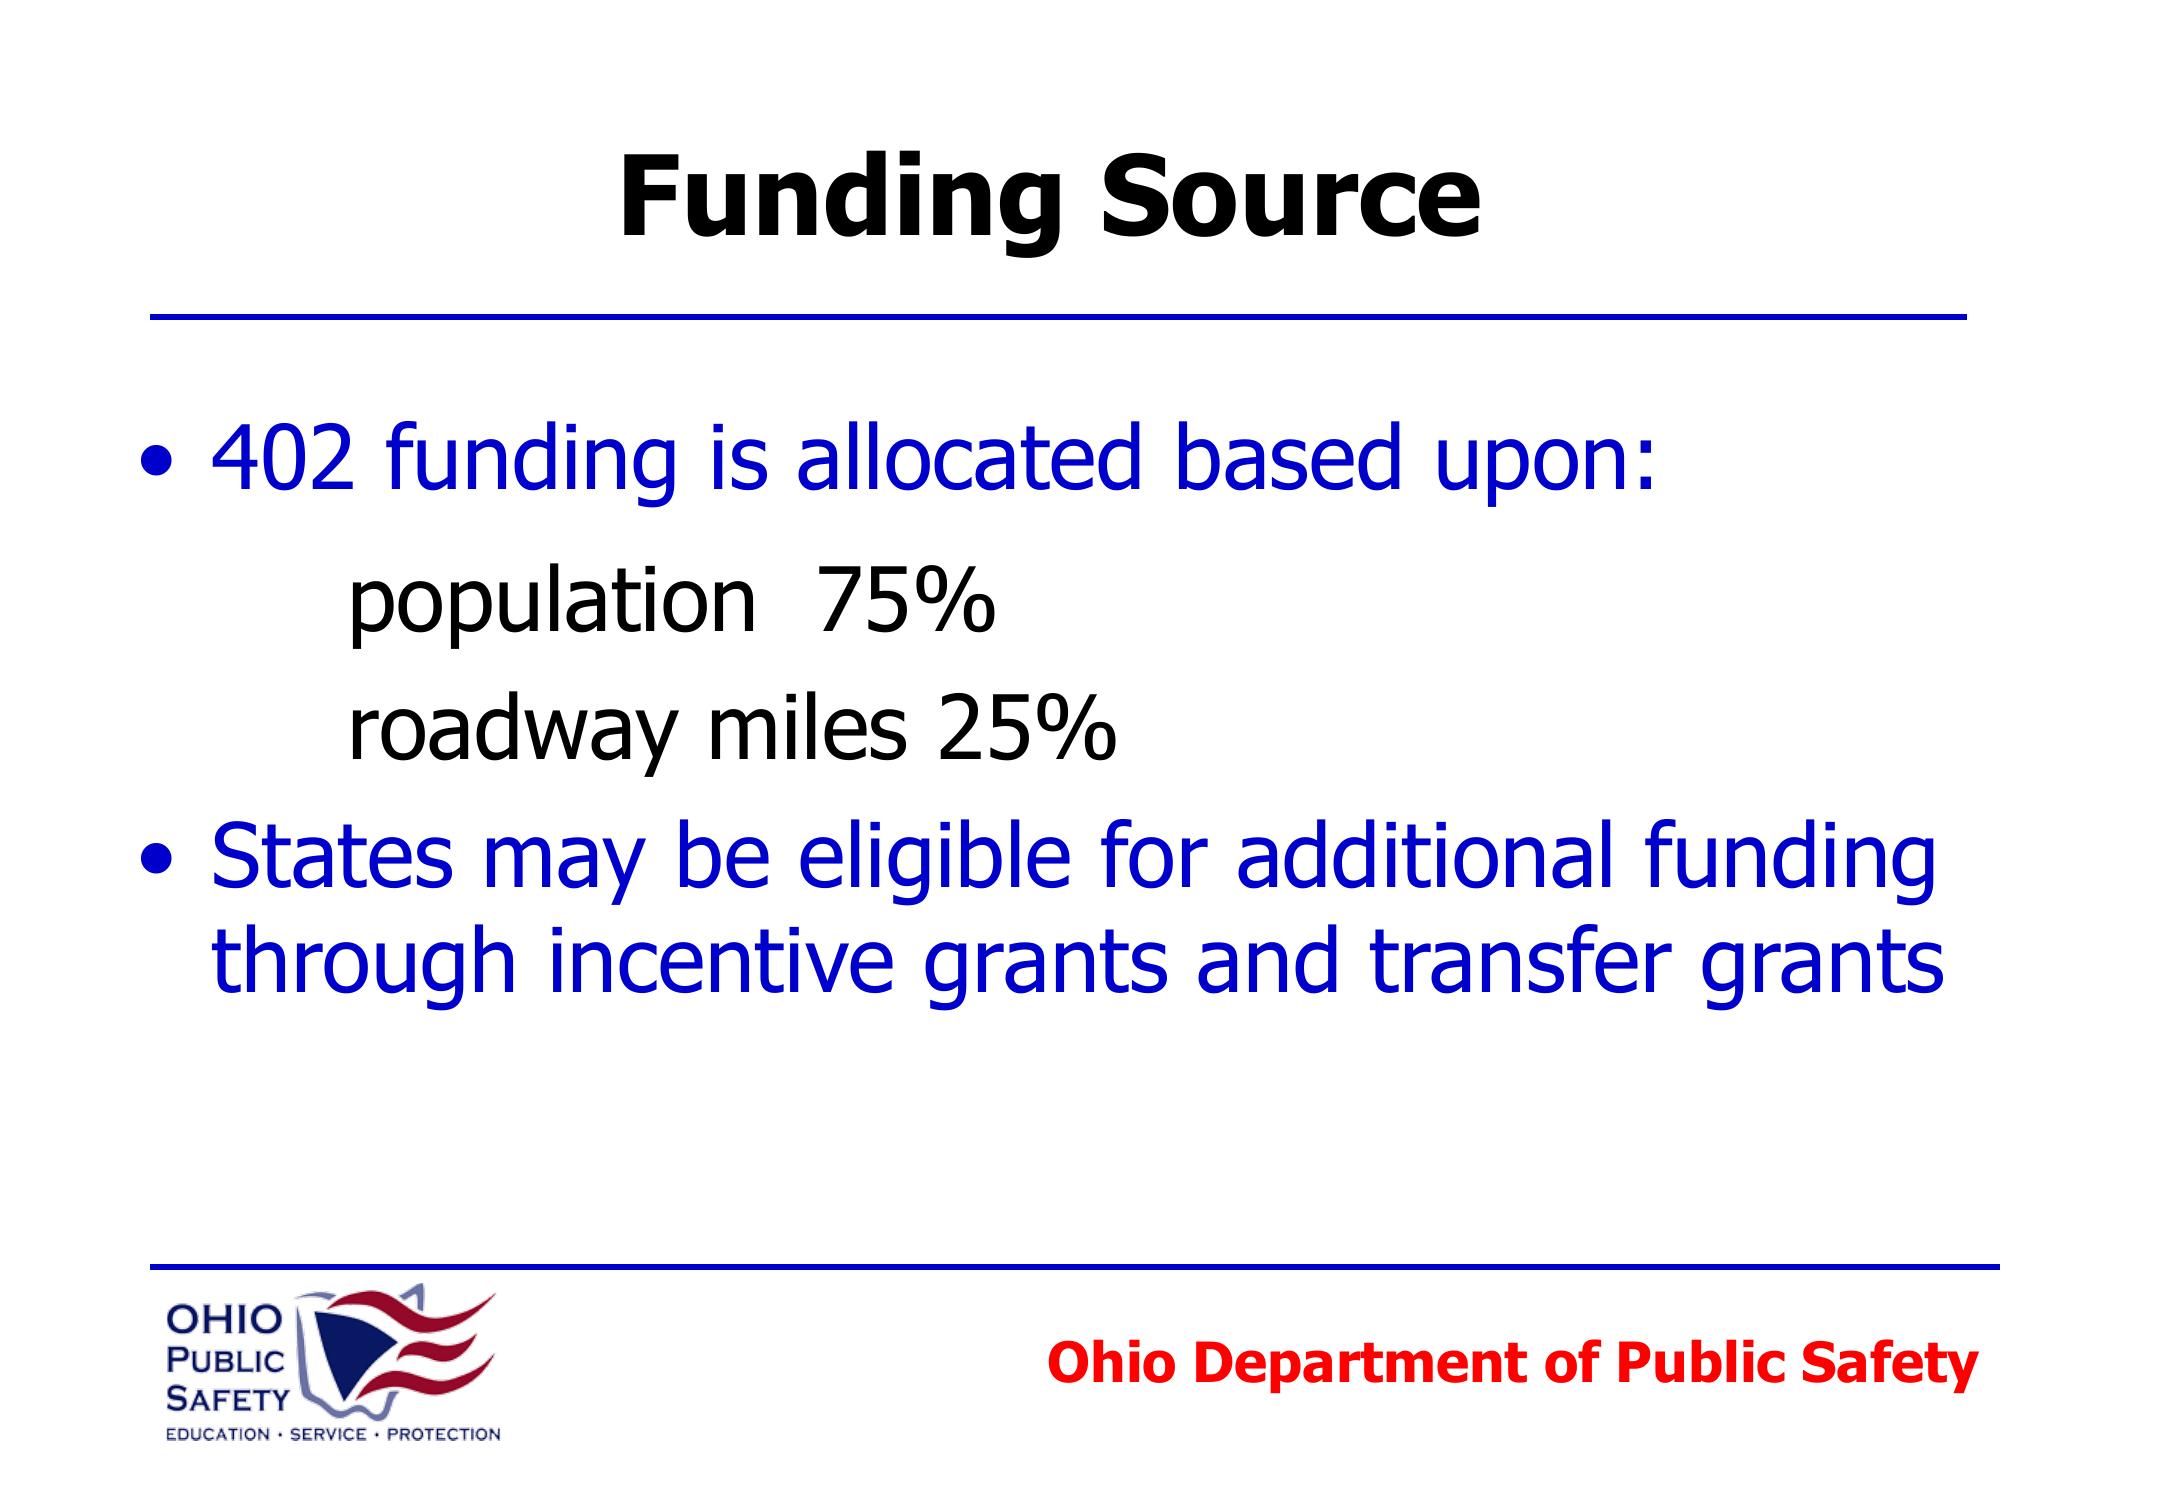 Funding Source
• 402 funding is allocated based upon:
population 75%
roadway miles 25%
• States may be eligible for additional funding
through incentive grants and transfer grants
OHIO
PUBLIC
SAFETY
EDUCATION · SERVICE · PROTECTION
Ohio Department of Public Safety